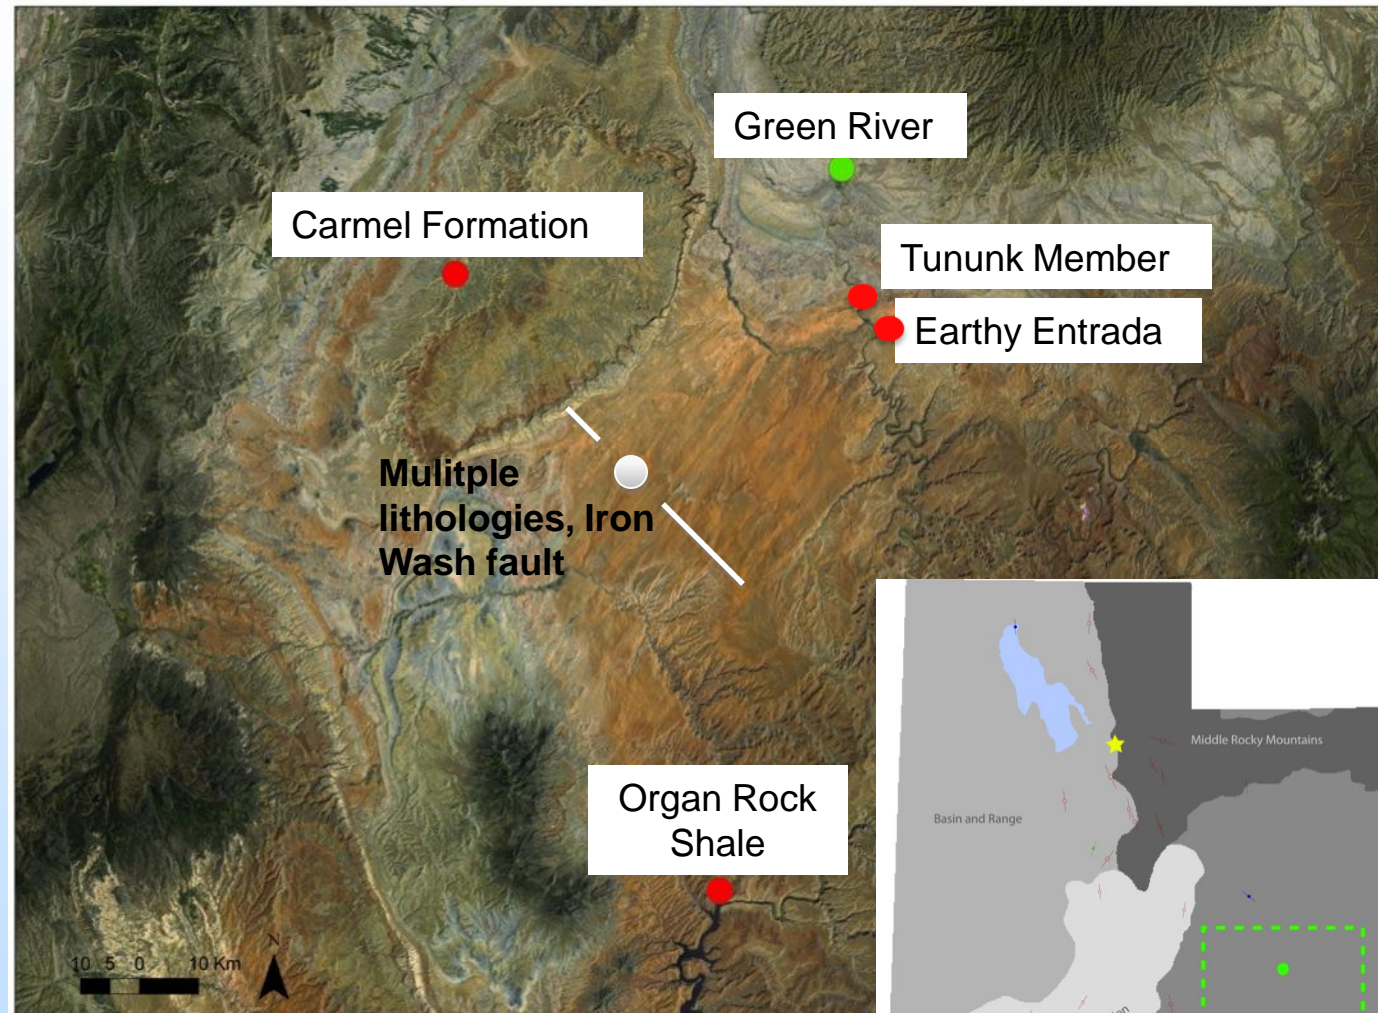 Green River
Carmel Formation
Tununk Member
Earthy Entrada
Mulitple
lithologies, Iron
Wash fault
Organ Rock
Shale
10 5 0 10 Km
N
Middle Rocky Mountains
Basin and Range